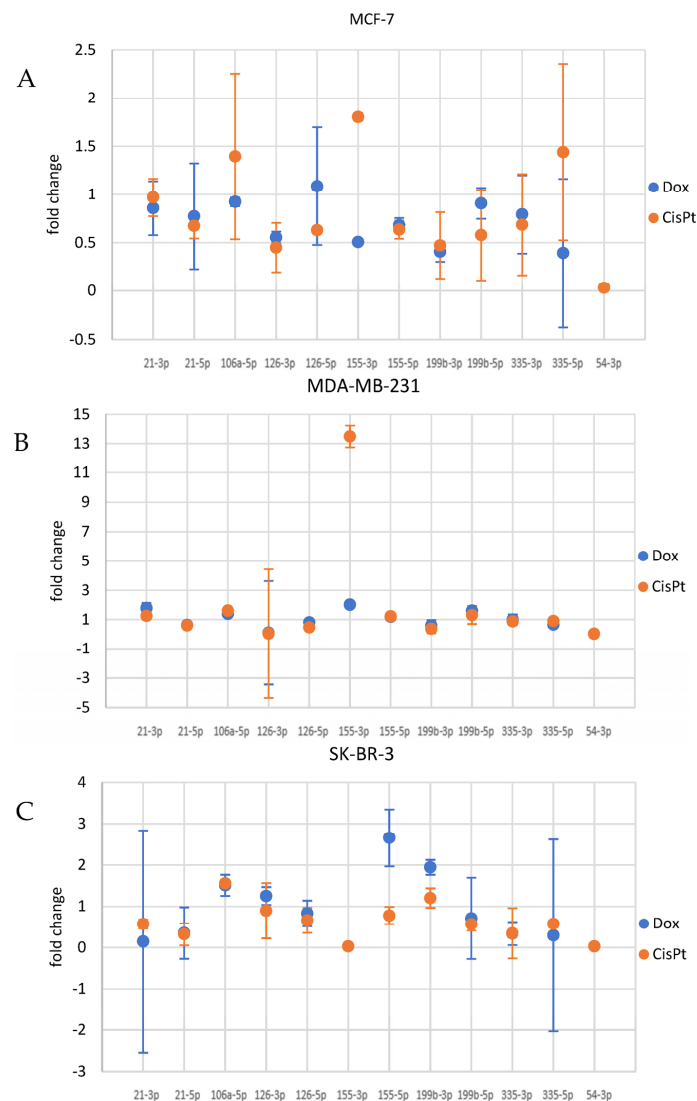 MCF-7
A
2.5
2
1.5
1
0.5
0
-0.5
fold change
Dox
CisPt
21-3p 21-5p 106a-5p 126-3p 126-5p 155-3p 155-5p 199b-3p 199b-5p 335-3p 335-5p 54-3p
MDA-MB-231
B
15
13
11
9
7
5
3
1
-1
-3
-5
fold change
Dox
CisPt
21-3p 21-5p 106a-5p 126-3p 126-5p 155-3p 155-5p 199b-3p 199b-5p 335-3p 335-5p 54-3p
SK-BR-3
C
4
3
2
1
0
-1
-2
-3
fold change
Dox
CisPt
21-3p 21-5p 106a-5p 126-3p 126-5p 155-3p 155-5p 199b-3p 199b-5p 335-3p 335-5p 54-3p